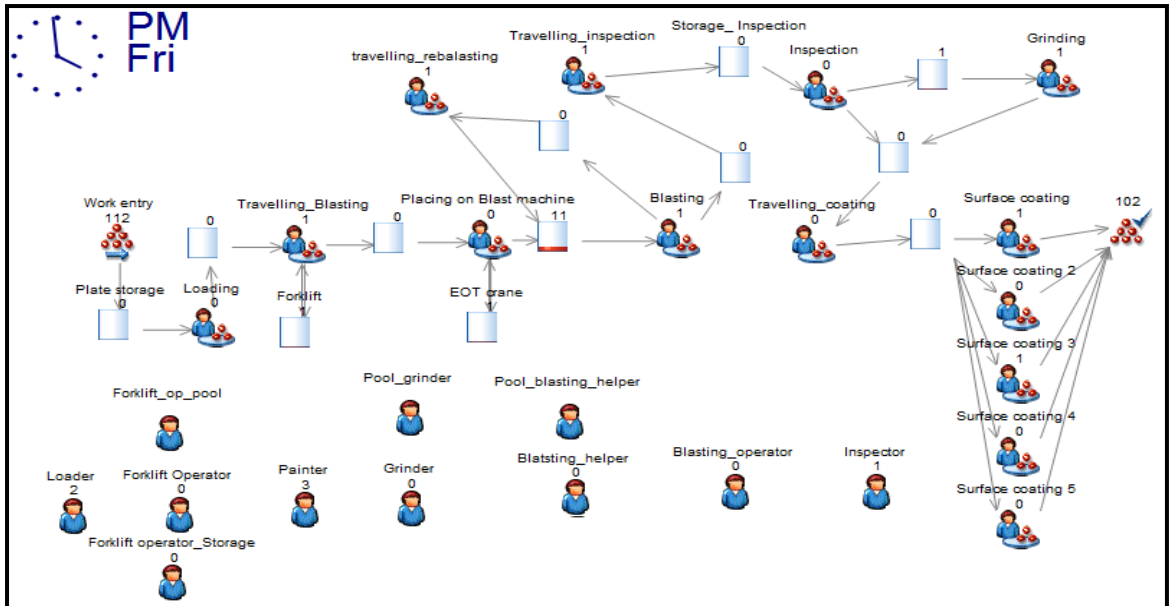 PM
Fri
travelling_rebalasting
1
Travelling_inspection
1
Storage_ Inspection
0
Inspection
0
1
Grinding
1
0
0
0
Work entry
112
0
Travelling_Blasting
1
0
Placing on Blast machine
0
11
Blasting
1
Travelling_coating
0
0
Surface coating
1
102
Plate storage
0
Loading
0
Forklift
1
EOT crane
1
Surface coating 2
0
Surface coating 3
1
Surface coating 4
0
Surface coating 5
0
Forklift_op_pool
Pool_grinder
Pool_blasting_helper
Loader
2
Forklift Operator
0
Painter
3
Grinder
0
Blatsting_helper
0
Blasting_operator
0
Inspector
1
Forklift operator_Storage
0